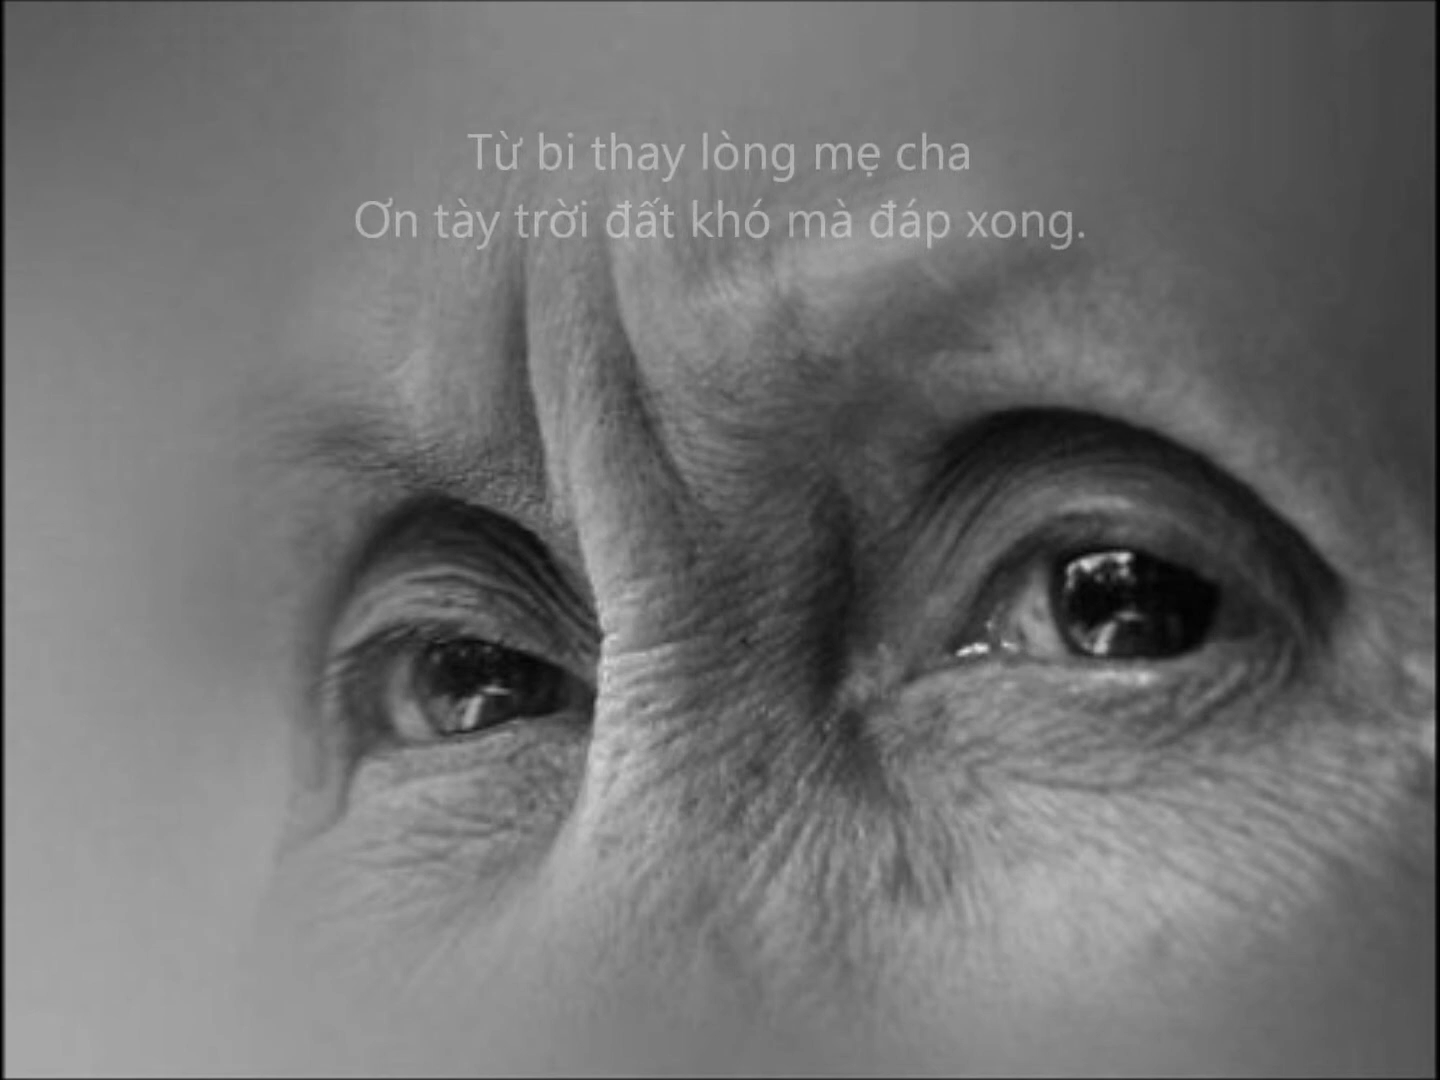 Từ bi thay lòng mẹ cha
Ơn tày trời đất khó mà đáp xong.